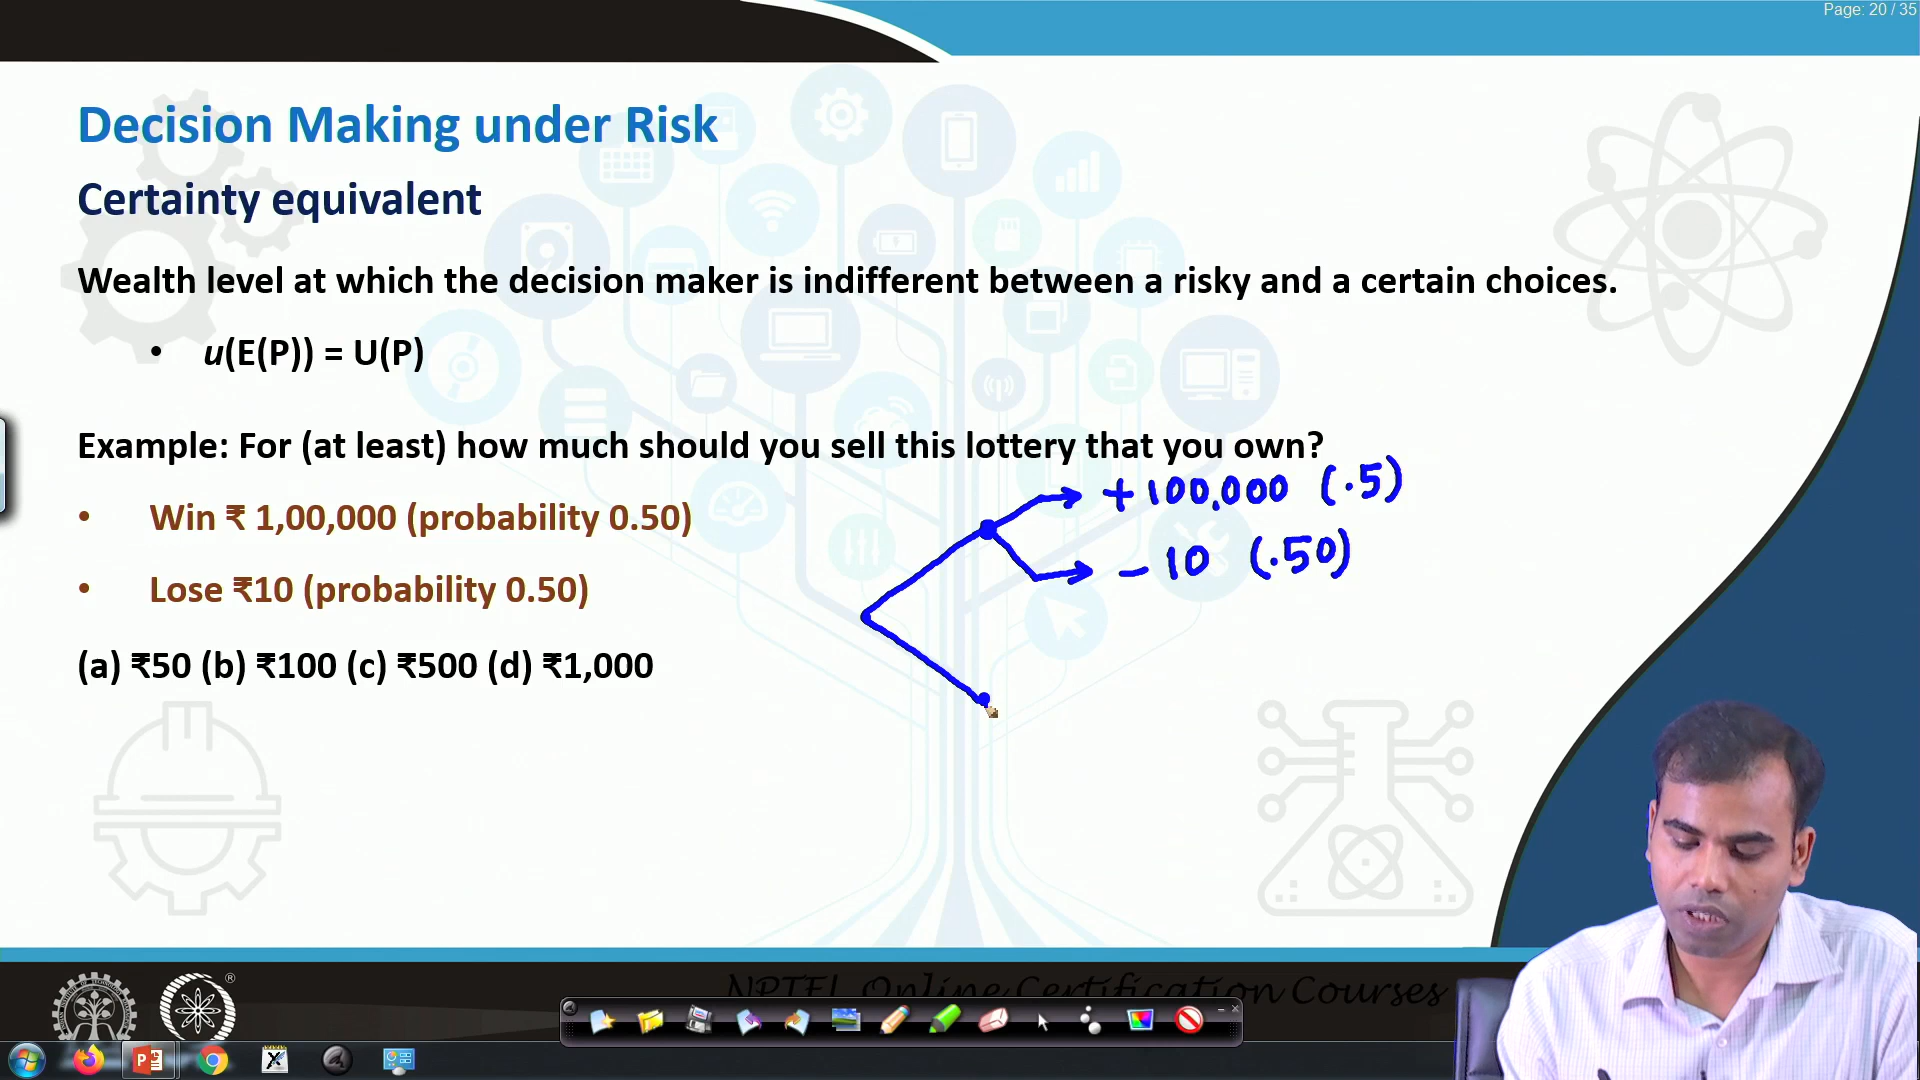 Page: 20 / 35
Decision Making under Risk
Certainty equivalent
Wealth level at which the decision maker is indifferent between a risky and a certain choices.
• u(E(P)) = U(P)
Example: For (at least) how much should you sell this lottery that you own?
+100,000 (.5)
• Win ₹ 1,00,000 (probability 0.50)
- 10 (.50)
• Lose ₹10 (probability 0.50)
(a) ₹50 (b) ₹100 (c) ₹500 (d) ₹1,000
NPTEL Online Certification Courses